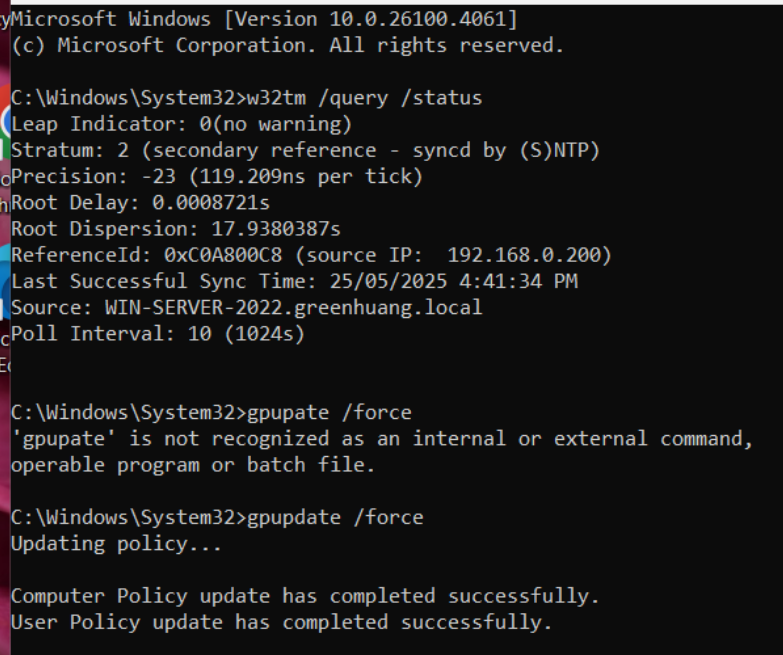 Microsoft Windows [Version 10.0.26100.4061]
(c) Microsoft Corporation. All rights reserved.
C:\Windows\System32>w32tm /query /status
Leap Indicator: 0(no warning)
Stratum: 2 (secondary reference - syncd by (S)NTP)
Precision: -23 (119.209ns per tick)
Root Delay: 0.0008721s
Root Dispersion: 17.9380387s
ReferenceId: 0xC0A800C8 (source IP:  192.168.0.200)
Last Successful Sync Time: 25/05/2025 4:41:34 PM
Source: WIN-SERVER-2022.greenhuang.local
Poll Interval: 10 (1024s)
C:\Windows\System32>gpupate /force
'gpupate' is not recognized as an internal or external command,
operable program or batch file.
C:\Windows\System32>gpupdate /force
Updating policy...
Computer Policy update has completed successfully.
User Policy update has completed successfully.